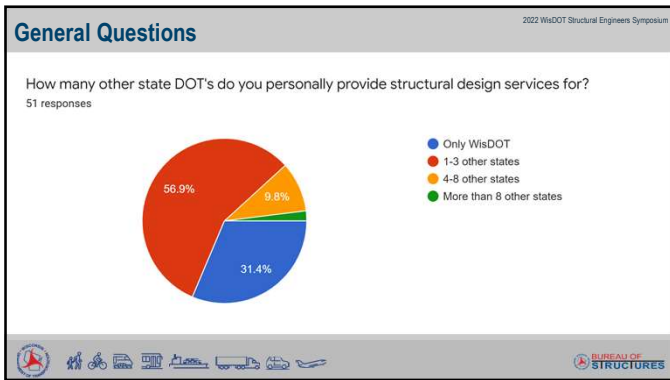 General Questions
2022 WisDOT Structural Engineers Symposium
How many other state DOT's do you personally provide structural design services for?
51 responses
56.9%
9.8%
31.4%
Only WisDOT
1-3 other states
4-8 other states
More than 8 other states
BUREAU OF
STRUCTURES